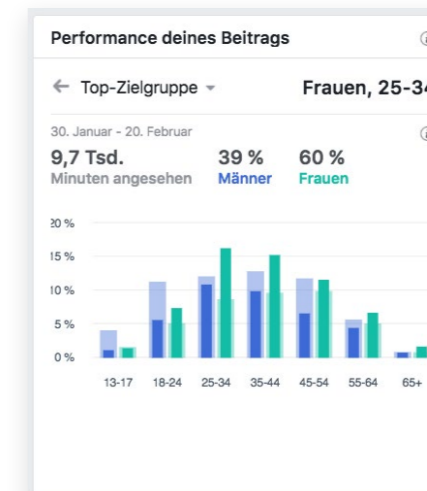 Performance deines Beitrags
Top-Zielgruppe Frauen, 25-34
30. Januar - 20. Februar
9,7 Tsd. 39 % 60 %
Minuten angesehen Männer Frauen
20 %
15 %
10 %
5 %
0 %
13-17 18-24 25-34 35-44 45-54 55-64 65+